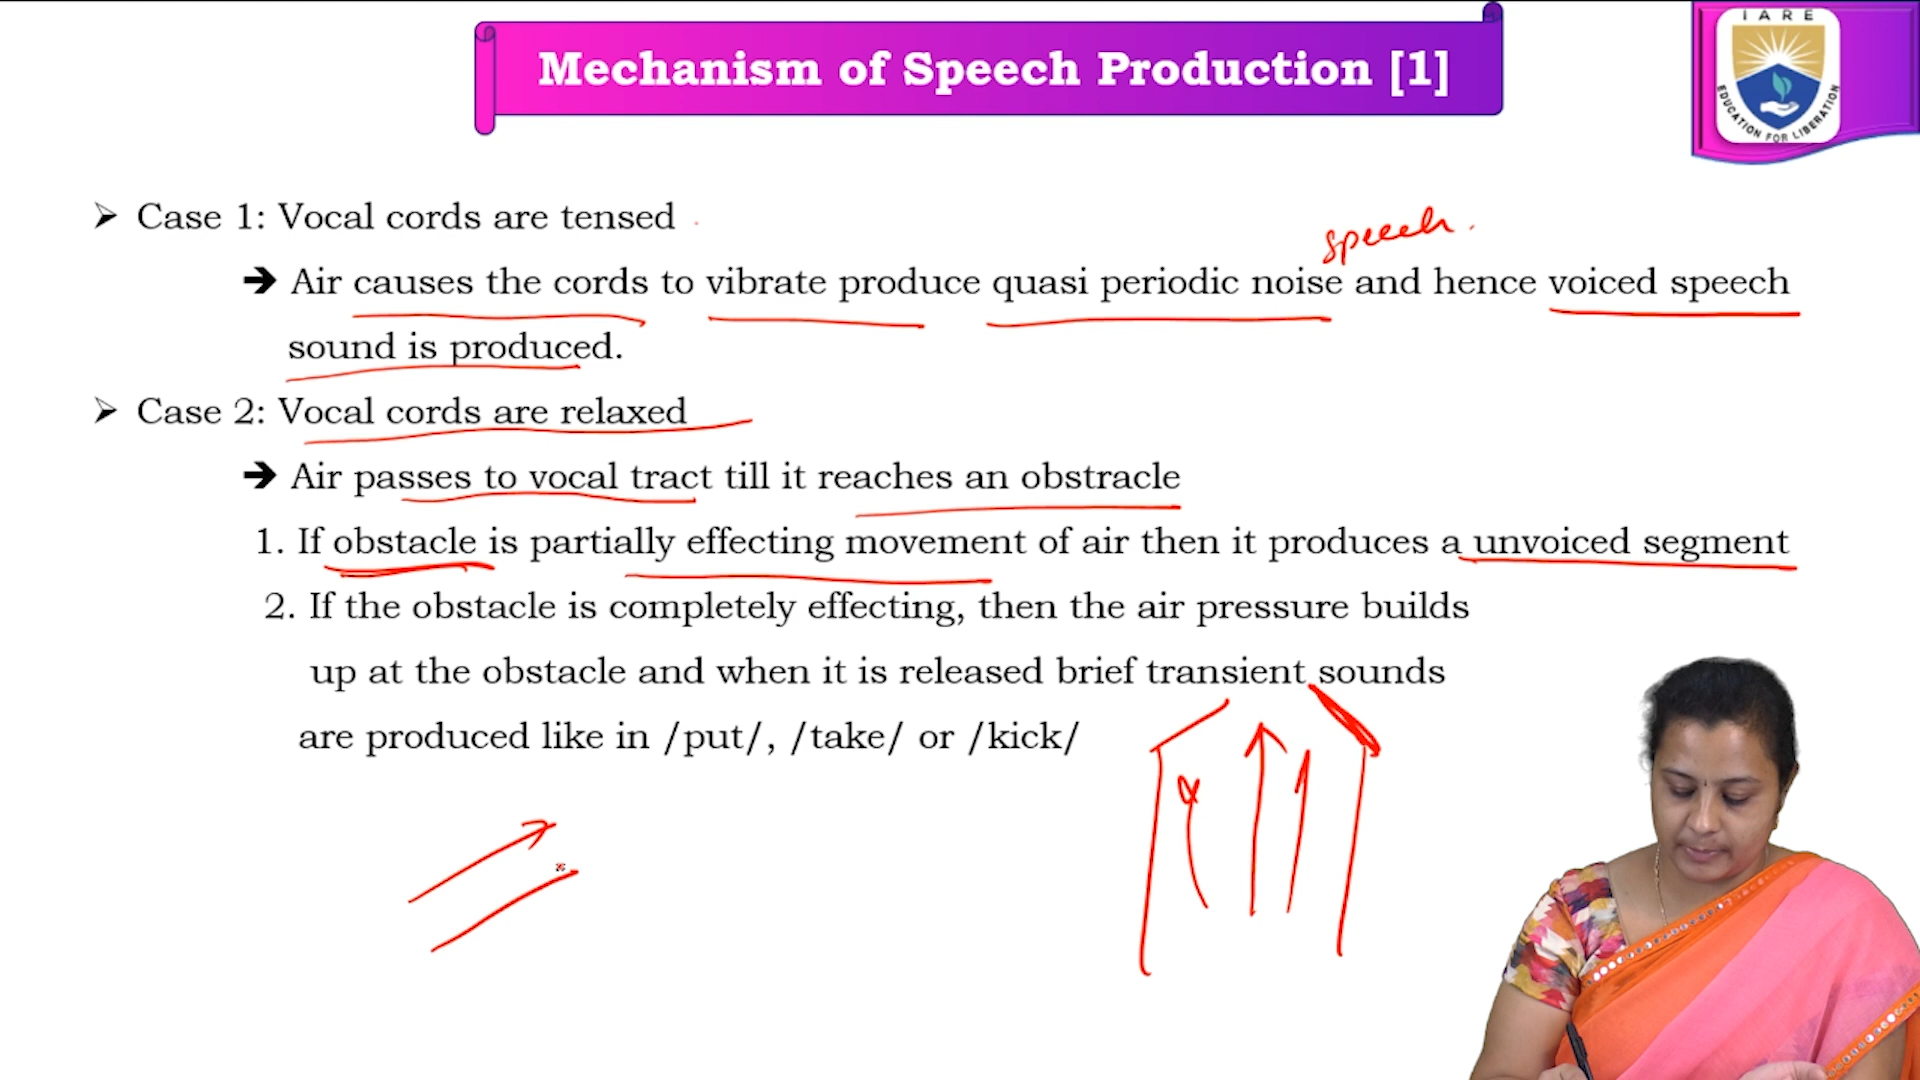 Mechanism of Speech Production [1]
I A R E
EDUCATION FOR LIBERATION
➢ Case 1: Vocal cords are tensed
speech.
➔ Air causes the cords to vibrate produce quasi periodic noise and hence voiced speech
sound is produced.
➢ Case 2: Vocal cords are relaxed
➔ Air passes to vocal tract till it reaches an obstracle
1. If obstacle is partially effecting movement of air then it produces a unvoiced segment
2. If the obstacle is completely effecting, then the air pressure builds
up at the obstacle and when it is released brief transient sounds
are produced like in /put/, /take/ or /kick/